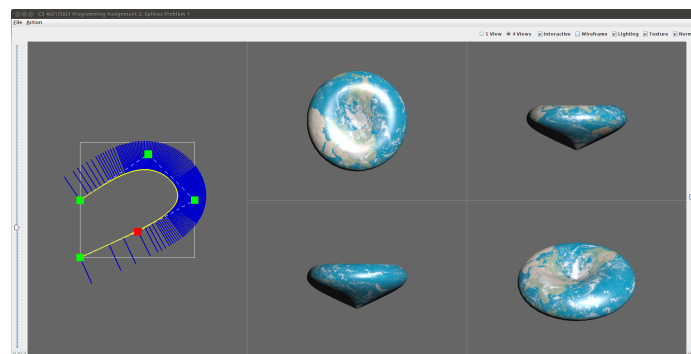 CS 4621/5621 Programming Assignment 2: Splines Problem 1
File Action
1 View 4 Views Interactive Wireframe Lighting Texture Norm